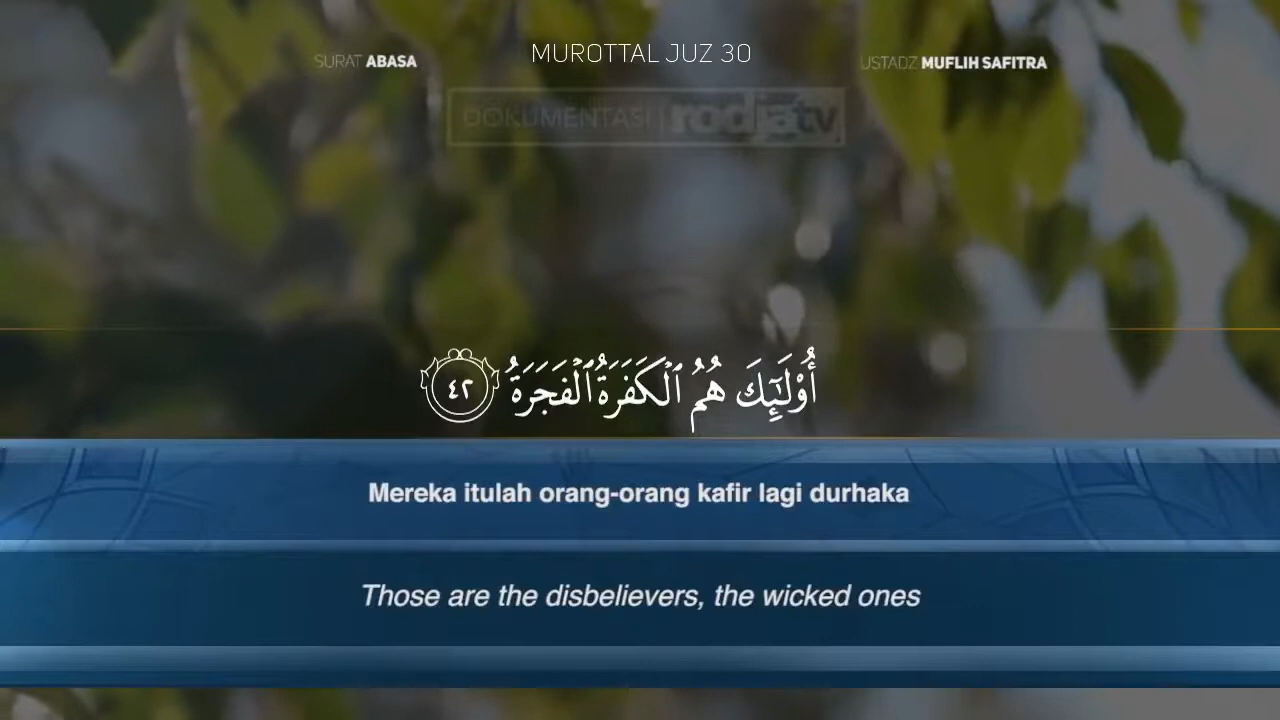 SURAT ABASA
MUROTTAL JUZ 30
USTADZ MUFLIH SAFITRA
DOKUMENTASI | rodjatv
أُو۟لَٰٓئِكَ هُمُ ٱلْكَفَرَةُ ٱلْفَجَرَةُ ٤٢
Mereka itulah orang-orang kafir lagi durhaka
Those are the disbelievers, the wicked ones